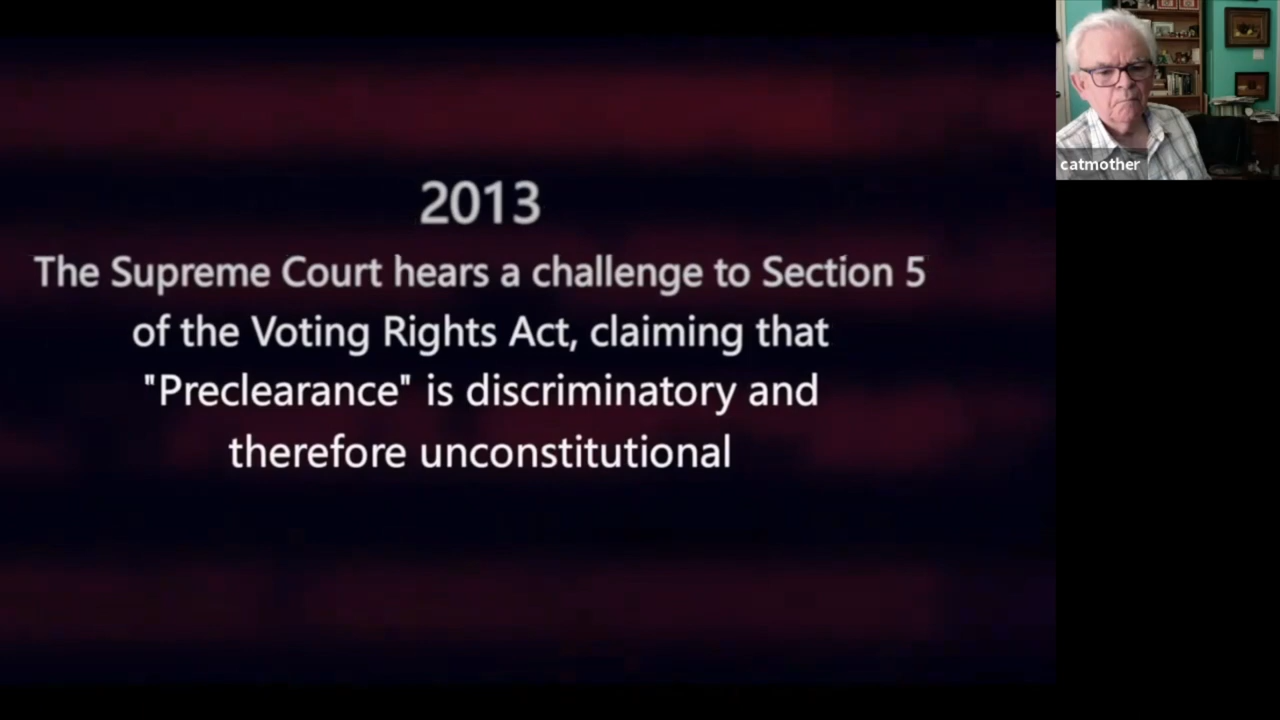 2013
The Supreme Court hears a challenge to Section 5
of the Voting Rights Act, claiming that
"Preclearance" is discriminatory and
therefore unconstitutional
catmother